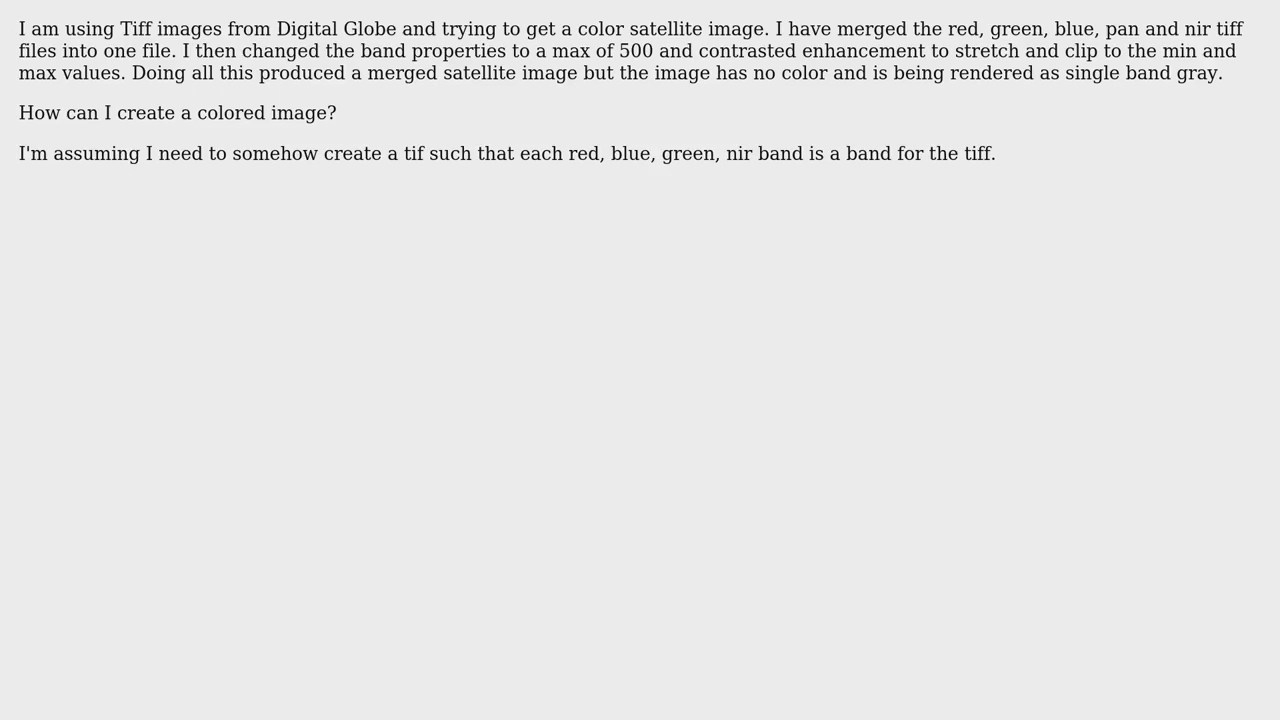 I am using Tiff images from Digital Globe and trying to get a color satellite image. I have merged the red, green, blue, pan and nir tiff
files into one file. I then changed the band properties to a max of 500 and contrasted enhancement to stretch and clip to the min and
max values. Doing all this produced a merged satellite image but the image has no color and is being rendered as single band gray.
How can I create a colored image?
I'm assuming I need to somehow create a tif such that each red, blue, green, nir band is a band for the tiff.